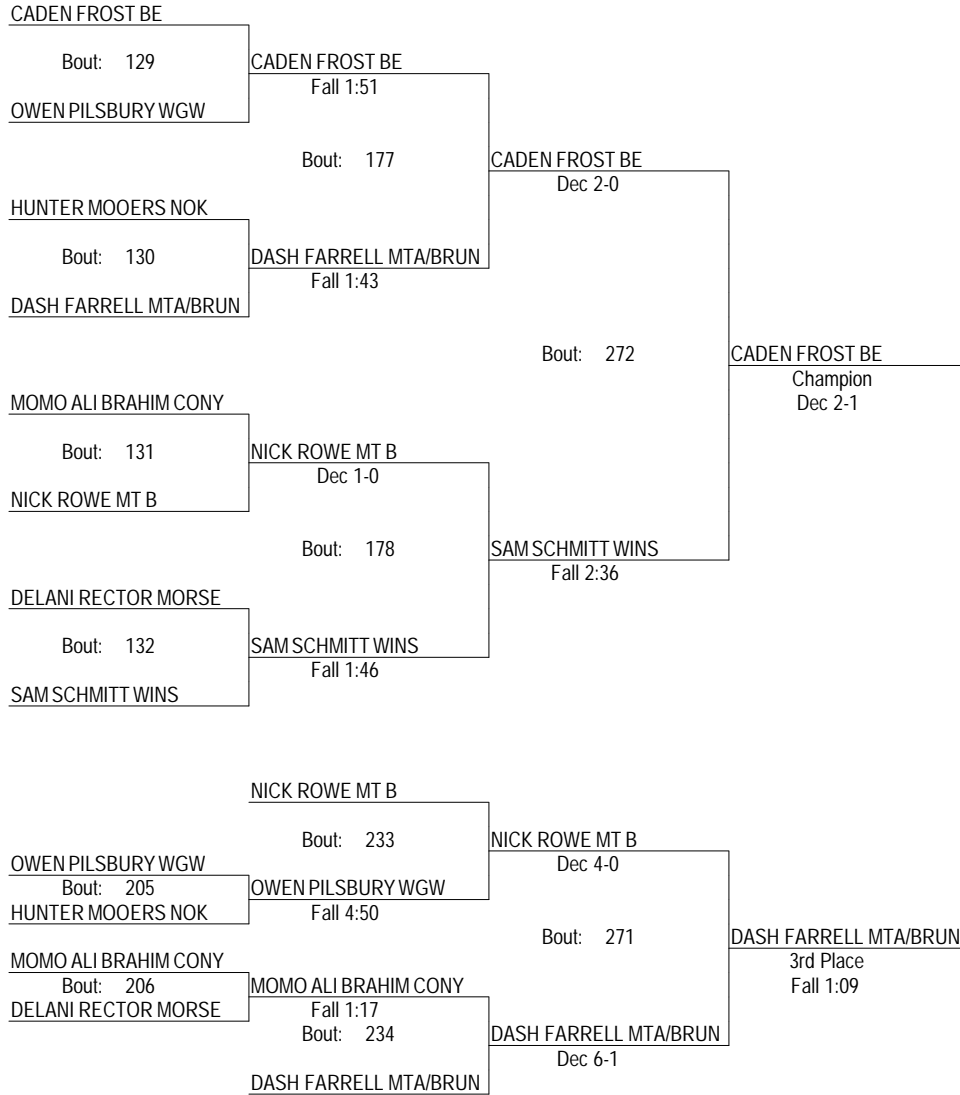 CADEN FROST BE
Bout: 129
CADEN FROST BE
Fall 1:51
OWEN PILSBURY WGW
Bout: 177
CADEN FROST BE
Dec 2-0
HUNTER MOOERS NOK
Bout: 130
DASH FARRELL MTA/BRUN
Fall 1:43
DASH FARRELL MTA/BRUN
Bout: 272
CADEN FROST BE
Champion
Dec 2-1
MOMO ALI BRAHIM CONY
Bout: 131
NICK ROWE MT B
Dec 1-0
NICK ROWE MT B
Bout: 178
SAM SCHMITT WINS
Fall 2:36
DELANI RECTOR MORSE
Bout: 132
SAM SCHMITT WINS
Fall 1:46
SAM SCHMITT WINS
NICK ROWE MT B
Bout: 233
NICK ROWE MT B
Dec 4-0
OWEN PILSBURY WGW
Bout: 205
OWEN PILSBURY WGW
HUNTER MOOERS NOK
Fall 4:50
Bout: 271
DASH FARRELL MTA/BRUN
3rd Place
Fall 1:09
MOMO ALI BRAHIM CONY
Bout: 206
MOMO ALI BRAHIM CONY
DELANI RECTOR MORSE
Fall 1:17
Bout: 234
DASH FARRELL MTA/BRUN
Dec 6-1
DASH FARRELL MTA/BRUN